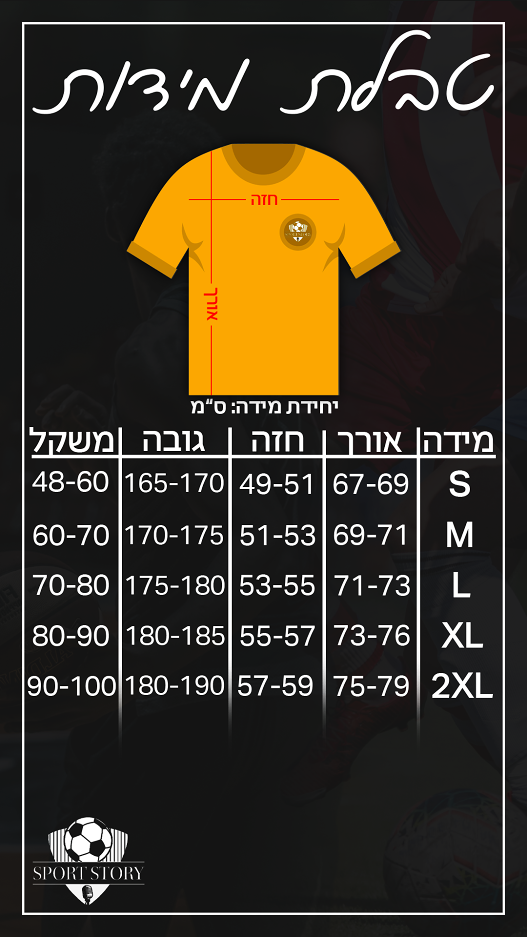 טבלת מידות
חזה
SPORT STORY
אורך
יחידת מידה: ס"מ
מידה אורך חזה גובה משקל
S 67-69 49-51 165-170 48-60
M 69-71 51-53 170-175 60-70
L 71-73 53-55 175-180 70-80
XL 73-76 55-57 180-185 80-90
2XL 75-79 57-59 180-190 90-100
SPORT STORY